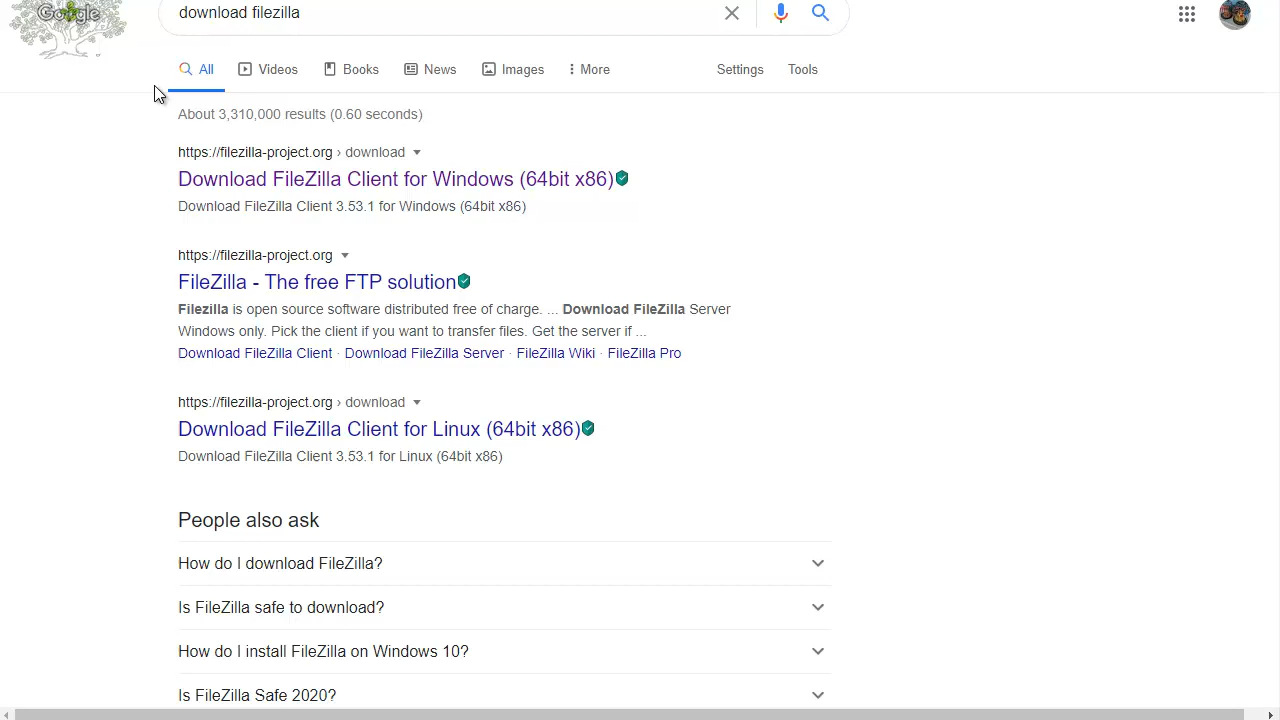 Google
download filezilla
All Videos Books News Images More Settings Tools
About 3,310,000 results (0.60 seconds)
https://filezilla-project.org › download
Download FileZilla Client for Windows (64bit x86)
Download FileZilla Client 3.53.1 for Windows (64bit x86)
https://filezilla-project.org
FileZilla - The free FTP solution
Filezilla is open source software distributed free of charge. ... Download FileZilla Server
Windows only. Pick the client if you want to transfer files. Get the server if ...
Download FileZilla Client · Download FileZilla Server · FileZilla Wiki · FileZilla Pro
https://filezilla-project.org › download
Download FileZilla Client for Linux (64bit x86)
Download FileZilla Client 3.53.1 for Linux (64bit x86)
People also ask
How do I download FileZilla?
Is FileZilla safe to download?
How do I install FileZilla on Windows 10?
Is FileZilla Safe 2020?